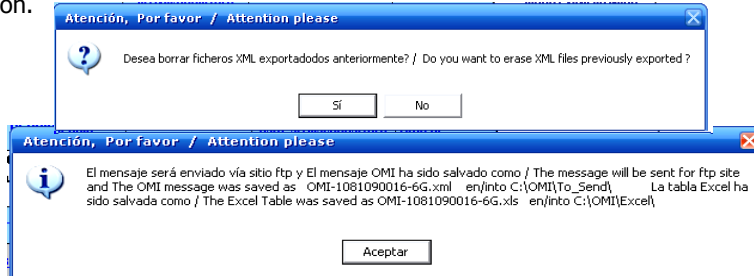 ón.
Atención, Por favor / Attention please
Desea borrar ficheros XML exportadodos anteriormente? / Do you want to erase XML files previously exported ?
Sí No
Atención, Por favor / Attention please
El mensaje será enviado vía sitio ftp y El mensaje OMI ha sido salvado como / The message will be sent for ftp site
and The OMI message was saved as OMI-1081090016-6G.xml en/into C:\OMI\To_Send\ La tabla Excel ha
sido salvada como / The Excel Table was saved as OMI-1081090016-6G.xls en/into C:\OMI\Excel\
Aceptar